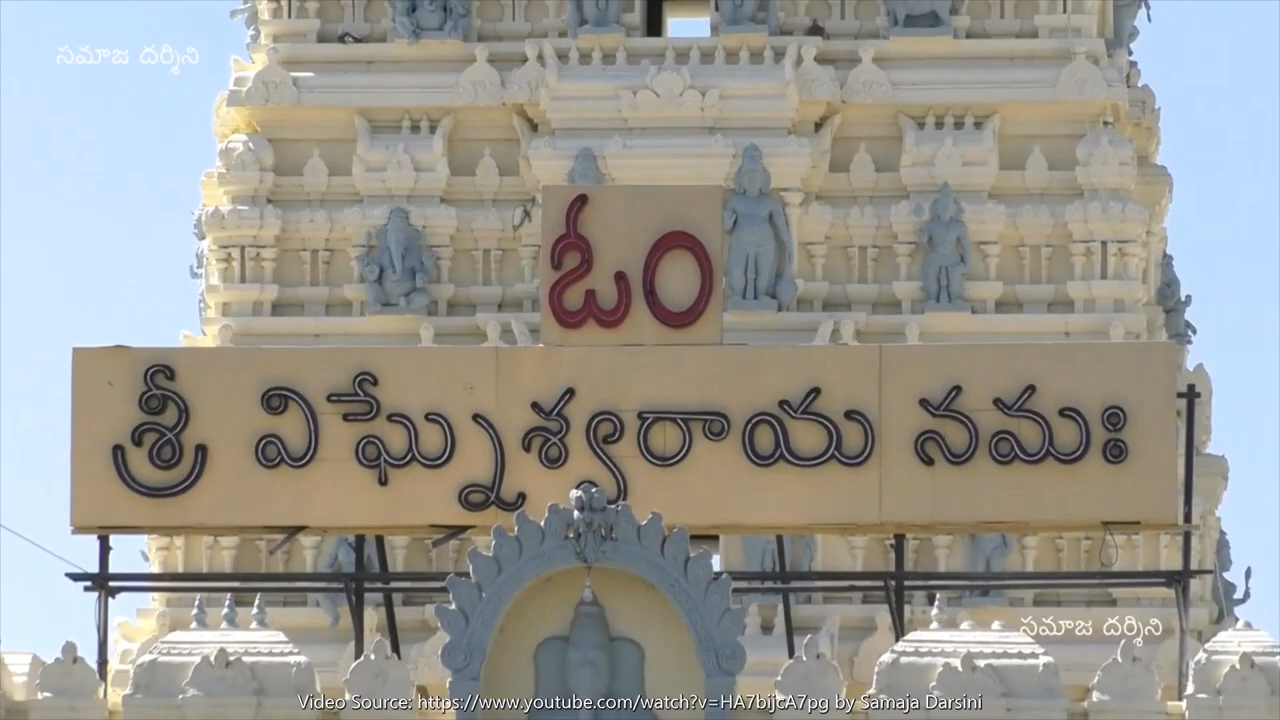 సమాజ దర్శిని
ఓం
శ్రీ విఘ్నేశ్వరాయ నమః
సమాజ దర్శిని
Video Source: https://www.youtube.com/watch?v=HA7bijcA7pg by Samaja Darsini